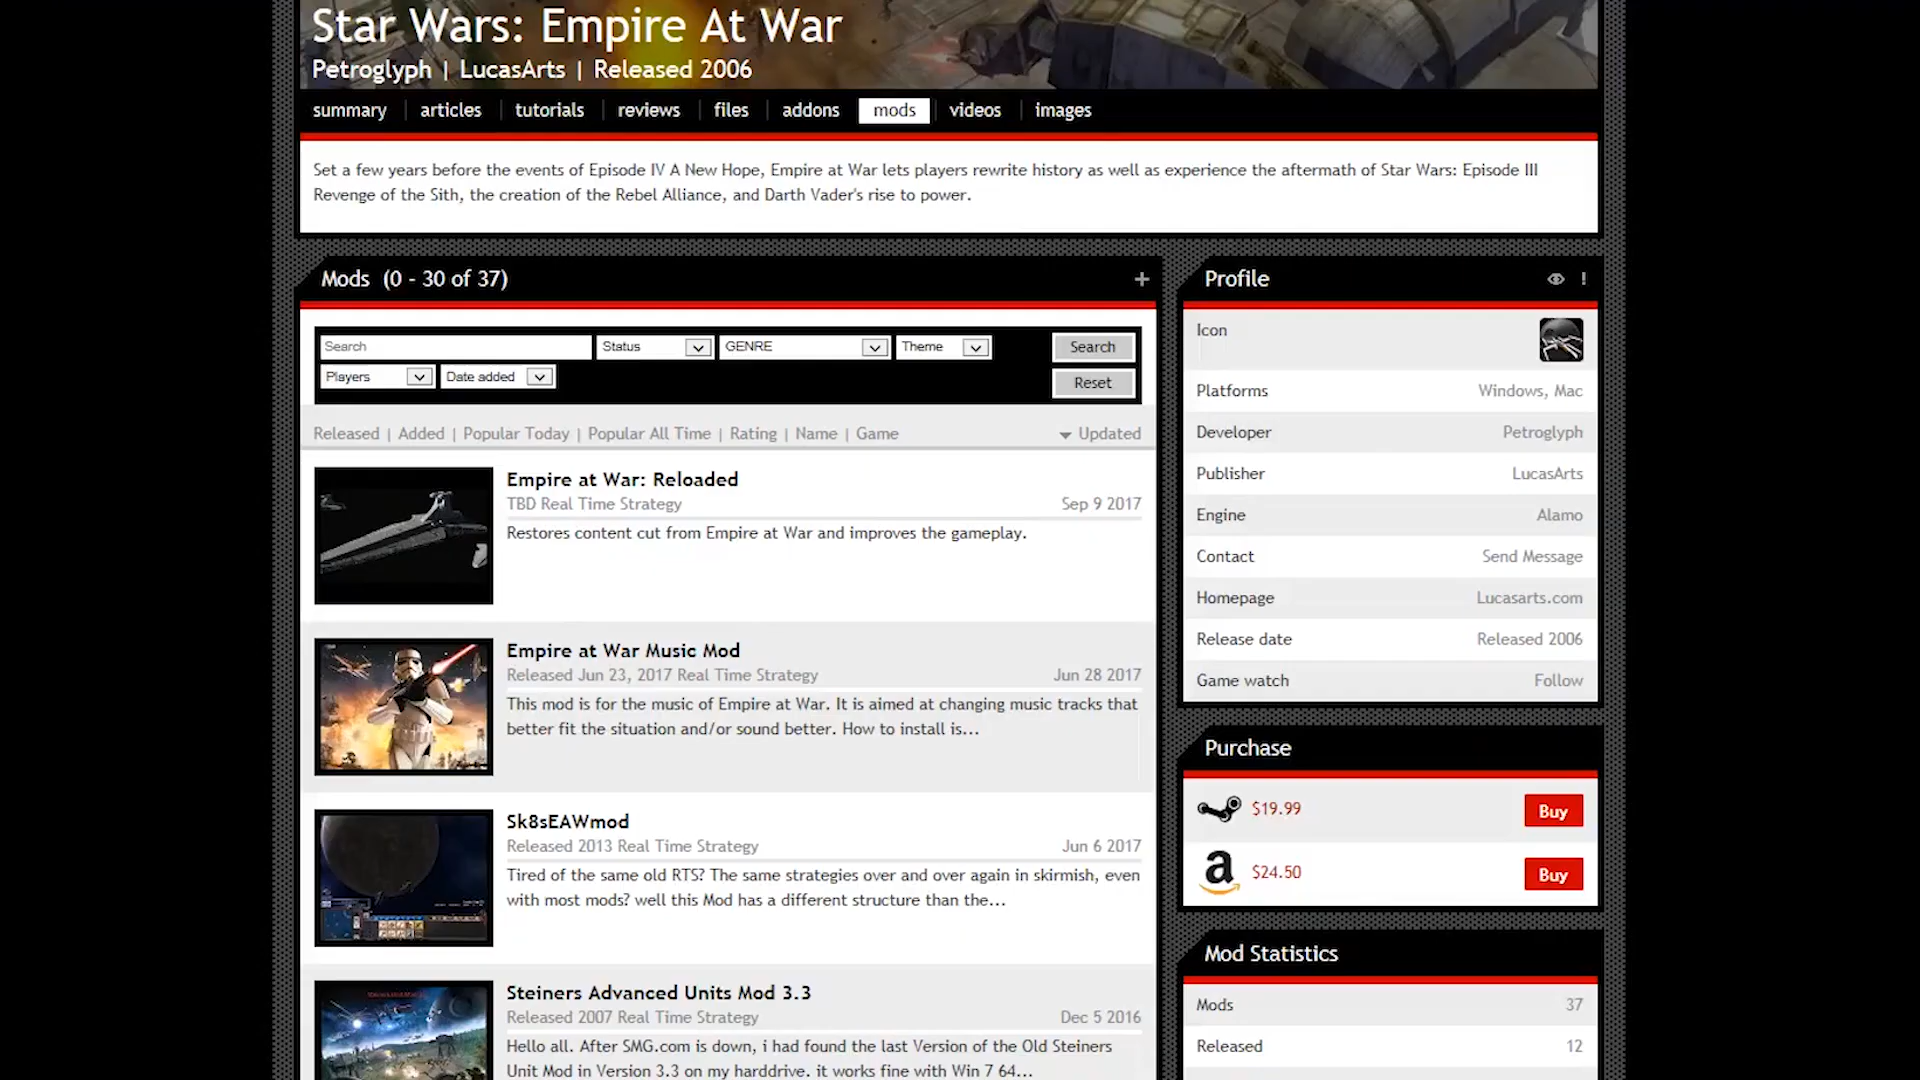 Star Wars: Empire At War
Petroglyph | LucasArts | Released 2006
summary | articles | tutorials | reviews | files | addons | mods | videos | images
Set a few years before the events of Episode IV A New Hope, Empire at War lets players rewrite history as well as experience the aftermath of Star Wars: Episode III
Revenge of the Sith, the creation of the Rebel Alliance, and Darth Vader's rise to power.
Mods (0 - 30 of 37)
Search Status GENRE Theme Search
Players Date added Reset
Released | Added | Popular Today | Popular All Time | Rating | Name | Game Updated
Empire at War: Reloaded
TBD Real Time Strategy Sep 9 2017
Restores content cut from Empire at War and improves the gameplay.
Empire at War Music Mod
Released Jun 23, 2017 Real Time Strategy Jun 28 2017
This mod is for the music of Empire at War. It is aimed at changing music tracks that
better fit the situation and/or sound better. How to install is...
Sk8sEAWmod
Released 2013 Real Time Strategy Jun 6 2017
Tired of the same old RTS? The same strategies over and over again in skirmish, even
with most mods? well this Mod has a different structure than the...
Steiners Advanced Units Mod 3.3
Released 2007 Real Time Strategy Dec 5 2016
Hello all. After SMG.com is down, i had found the last Version of the Old Steiners
Unit Mod in Version 3.3 on my harddrive. it works fine with Win 7 64...
Profile
Icon
Platforms Windows, Mac
Developer Petroglyph
Publisher LucasArts
Engine Alamo
Contact Send Message
Homepage Lucasarts.com
Release date Released 2006
Game watch Follow
Purchase
$19.99 Buy
a $24.50 Buy
Mod Statistics
Mods 37
Released 12